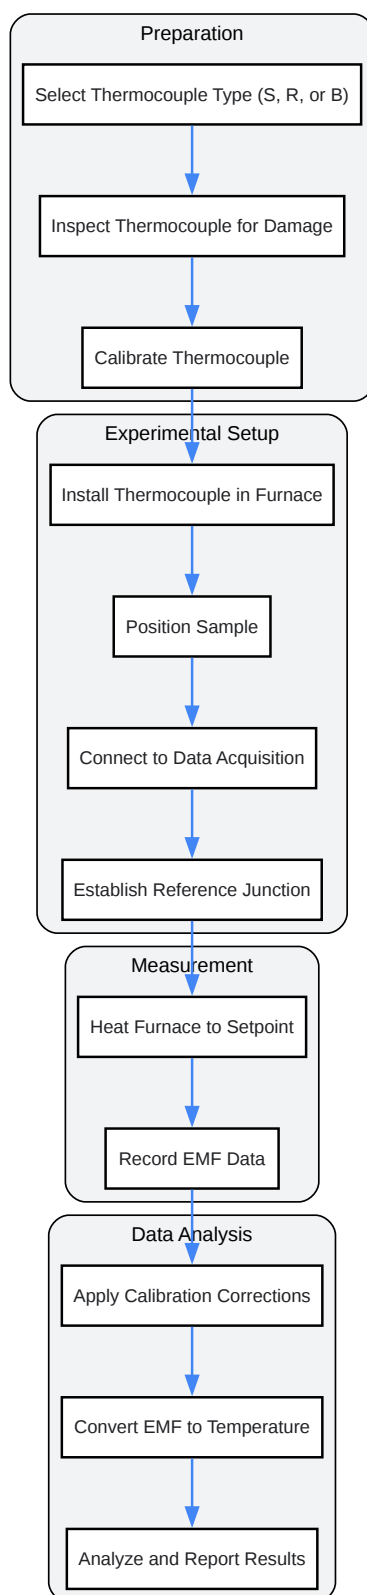 Preparation
Select Thermocouple Type (S, R, or B)
Inspect Thermocouple for Damage
Calibrate Thermocouple
Experimental Setup
Install Thermocouple in Furnace
Position Sample
Connect to Data Acquisition
Establish Reference Junction
Measurement
Heat Furnace to Setpoint
Record EMF Data
Data Analysis
Apply Calibration Corrections
Convert EMF to Temperature
Analyze and Report Results